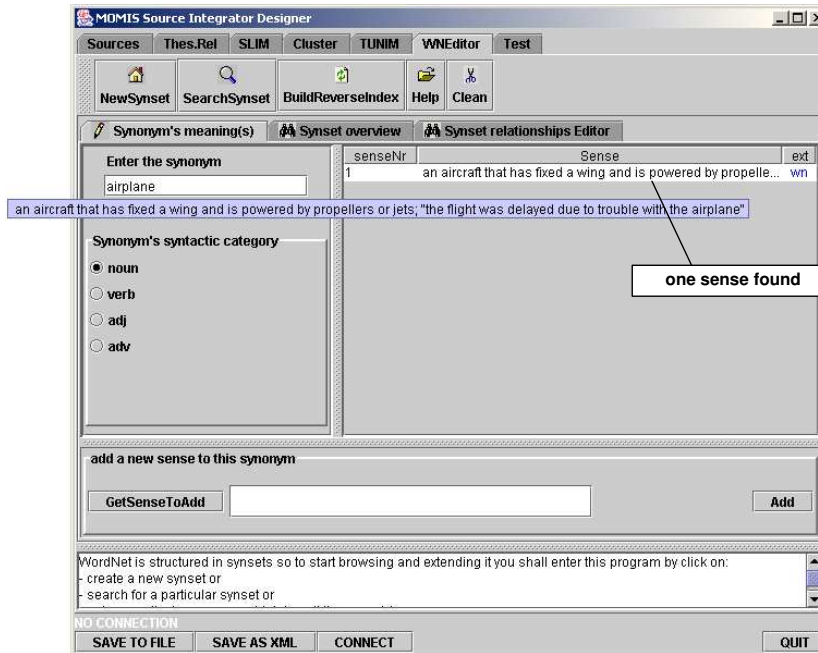 MOMIS Source Integrator Designer
Sources Thes.Rel SLIM Cluster TUNIM WNEditor Test
NewSynset SearchSynset BuildReverseIndex Help Clean
Synonym's meaning(s) Synset overview Synset relationships Editor
Enter the synonym
airplane
senseNr Sense ext
1 an aircraft that has fixed a wing and is powered by propelle... wn
an aircraft that has fixed a wing and is powered by propellers or jets; "the flight was delayed due to trouble with the airplane"
one sense found
Synonym's syntactic category
noun
verb
adj
adv
add a new sense to this synonym
GetSenseToAdd Add
WordNet is structured in synsets so to start browsing and extending it you shall enter this program by click on:
- create a new synset or
- search for a particular synset or
NO CONNECTION
SAVE TO FILE SAVE AS XML CONNECT QUIT